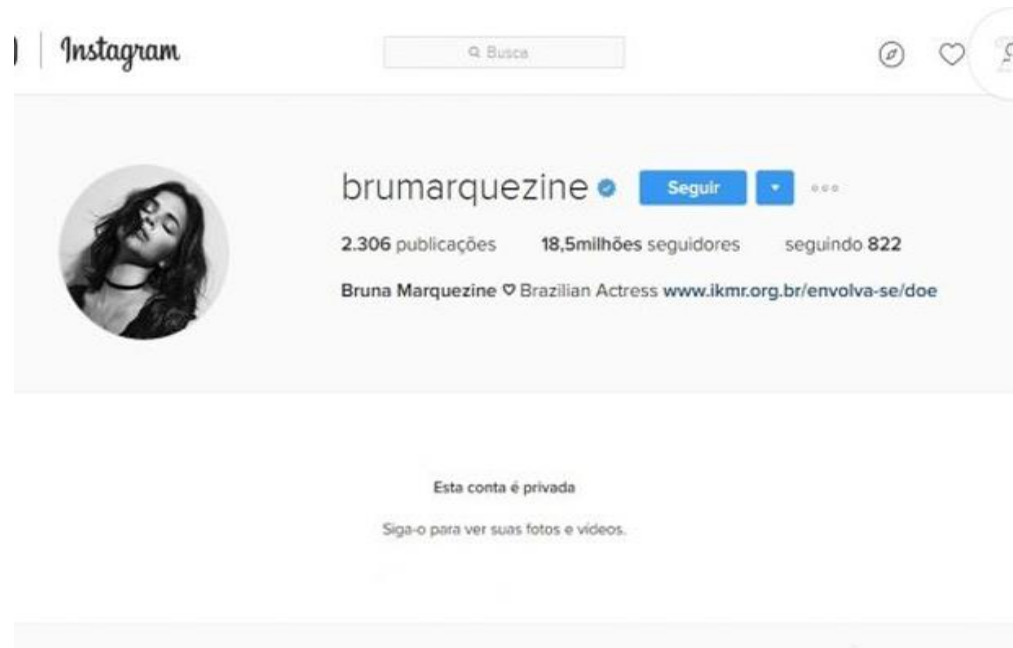 Instagram
Busca
brumarquezine
Seguir
2.306 publicações 18,5milhões seguidores seguindo 822
Bruna Marquezine ♡ Brazilian Actress www.ikmr.org.br/envolva-se/doe
Esta conta é privada
Siga-o para ver suas fotos e vídeos.